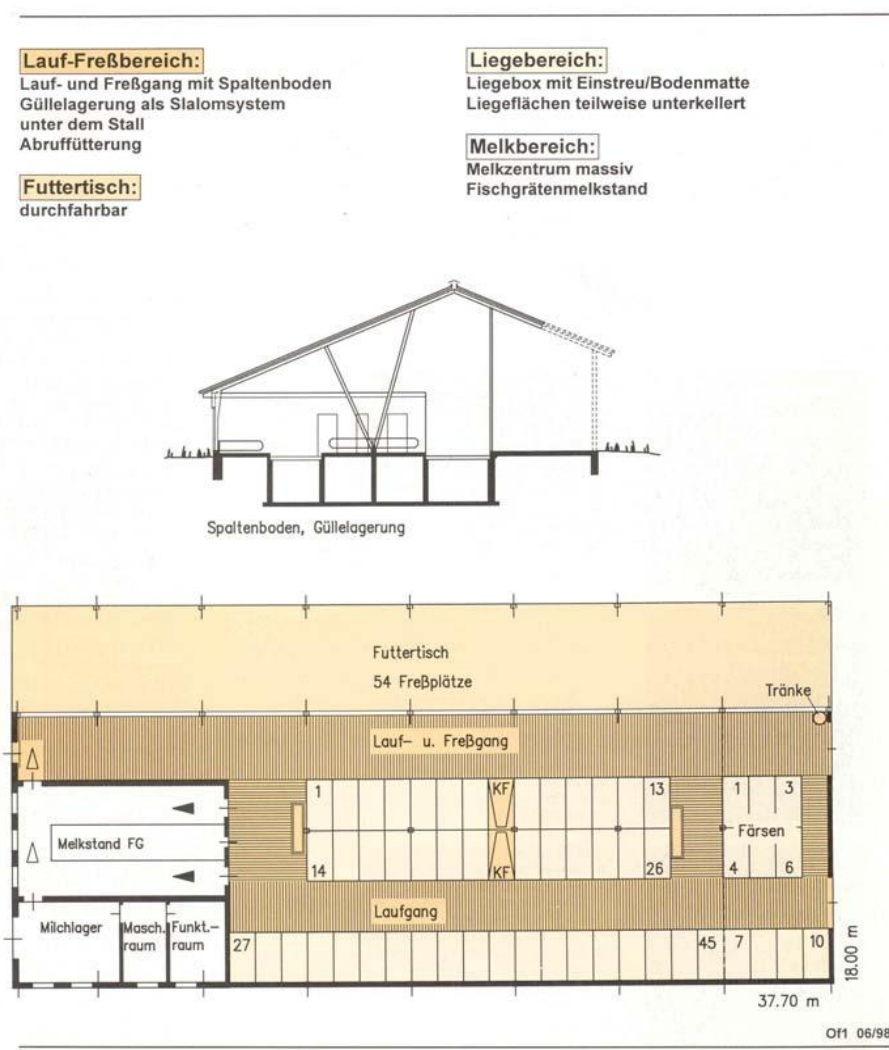 Lauf-Freßbereich:
Lauf- und Freßgang mit Spaltenboden
Güllelagerung als Slalomsystem
unter dem Stall
Abruffütterung
Futtertisch:
durchfahrbar
Liegebereich:
Liegebox mit Einstreu/Bodenmatte
Liegeflächen teilweise unterkellert
Melkbereich:
Melkzentrum massiv
Fischgrätenmelkstand
Spaltenboden, Güllelagerung
Futtertisch
54 Freßplätze
Tränke
Lauf- u. Freßgang
1
KF
13
1
3
Melkstand FG
Färsen
14
KF
26
4
6
Laufgang
Milchlager
Masch.
raum
Funkt.-
raum
27
45
7
10
18.00 m
37.70 m
Of1 06/98